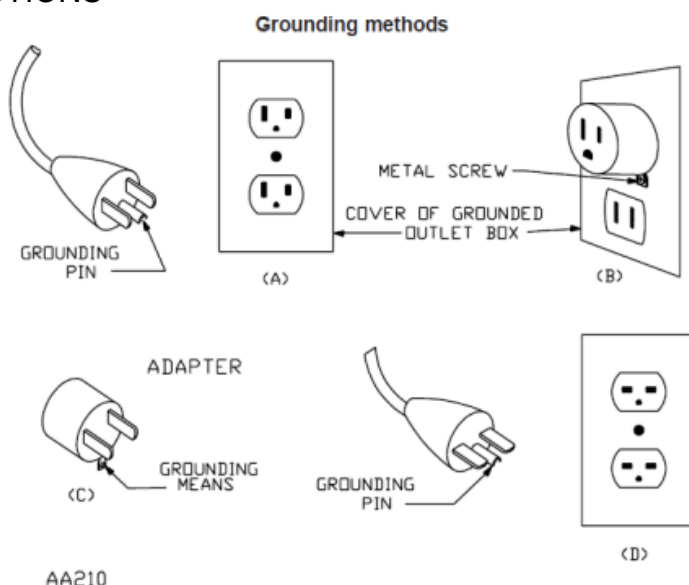 Grounding methods
METAL SCREW
COVER OF GROUNDED
OUTLET BOX
GROUNDING
PIN
(A)
(B)
ADAPTER
GROUNDING
MEANS
(C)
GROUNDING
PIN
(D)
AA210